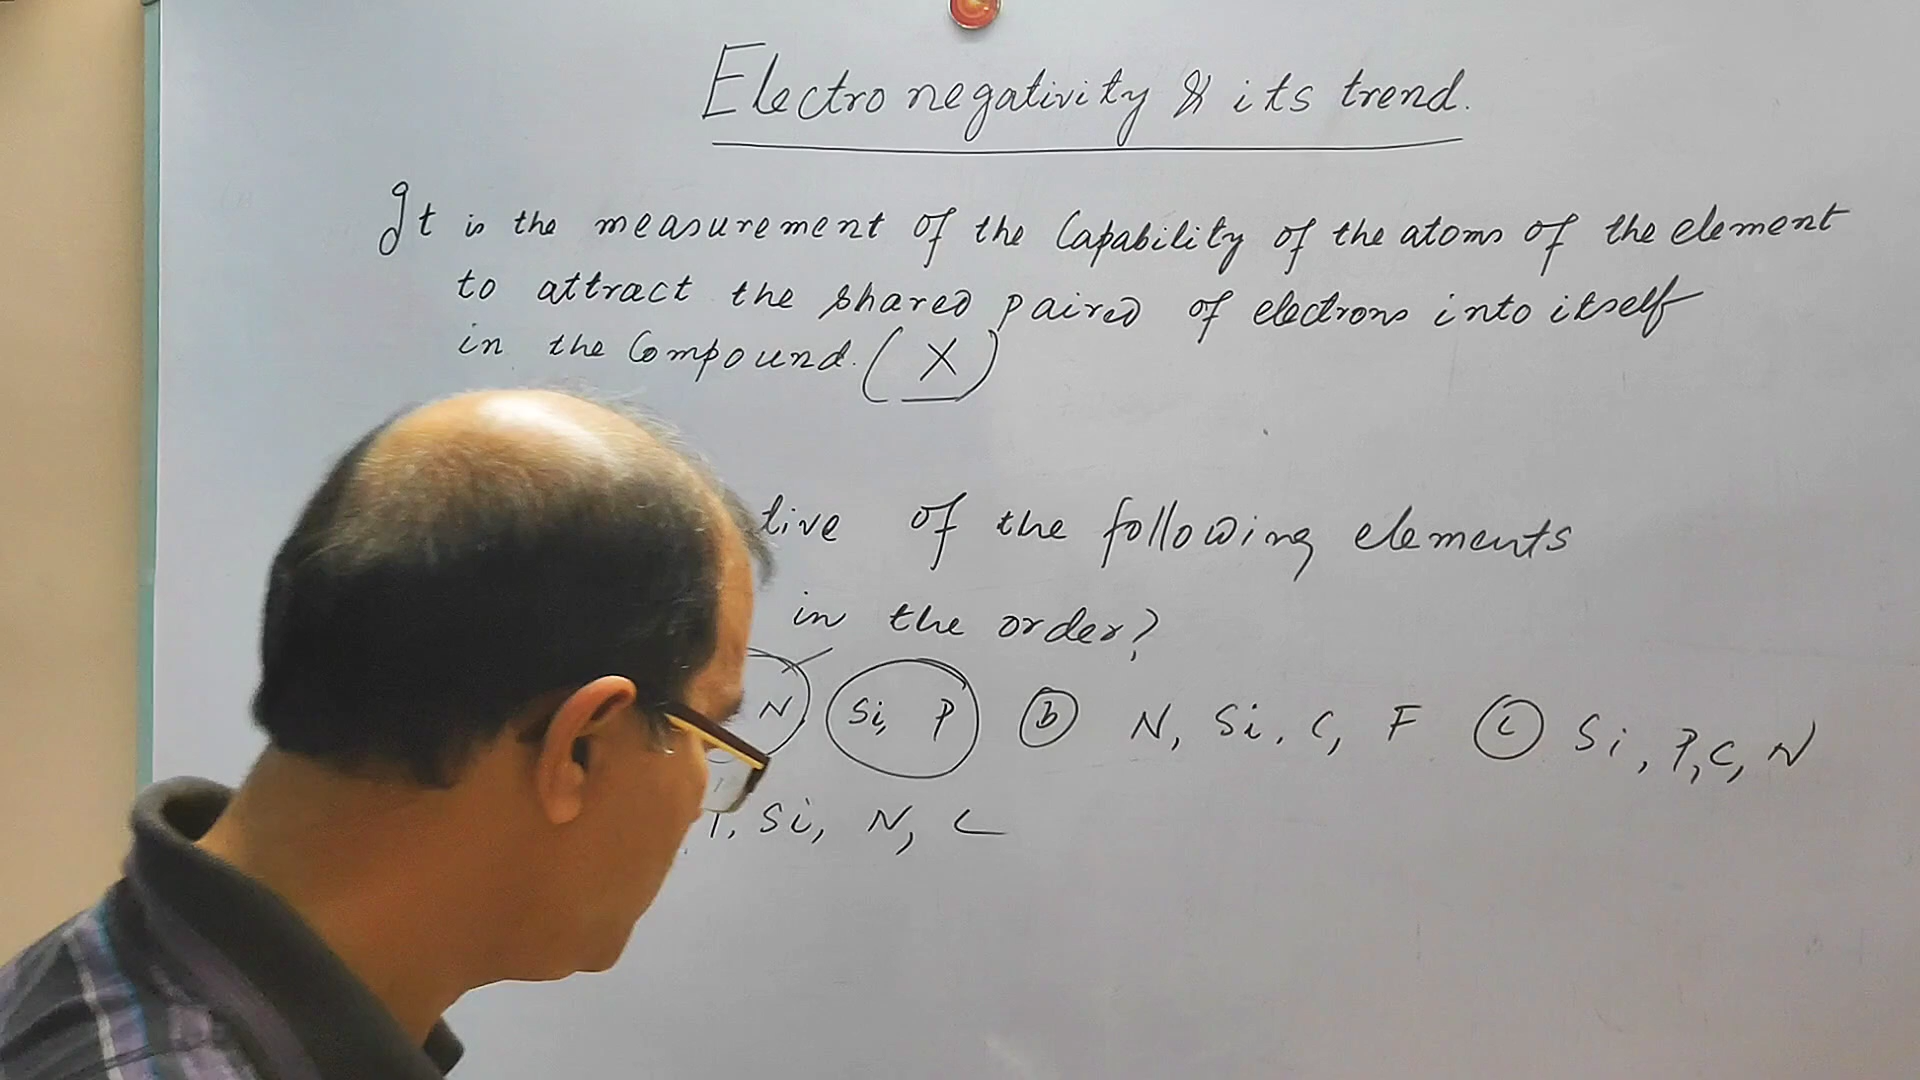 Electro negativity & its trend.
It is the measurement of the Capability of the atoms of the element
to attract the shared paired of electrons into itself
in the Compound. (X)
tive of the following elements
in the order?
N, Si, P (b) N, Si, C, F (c) Si, P, C, N
P, Si, N, C